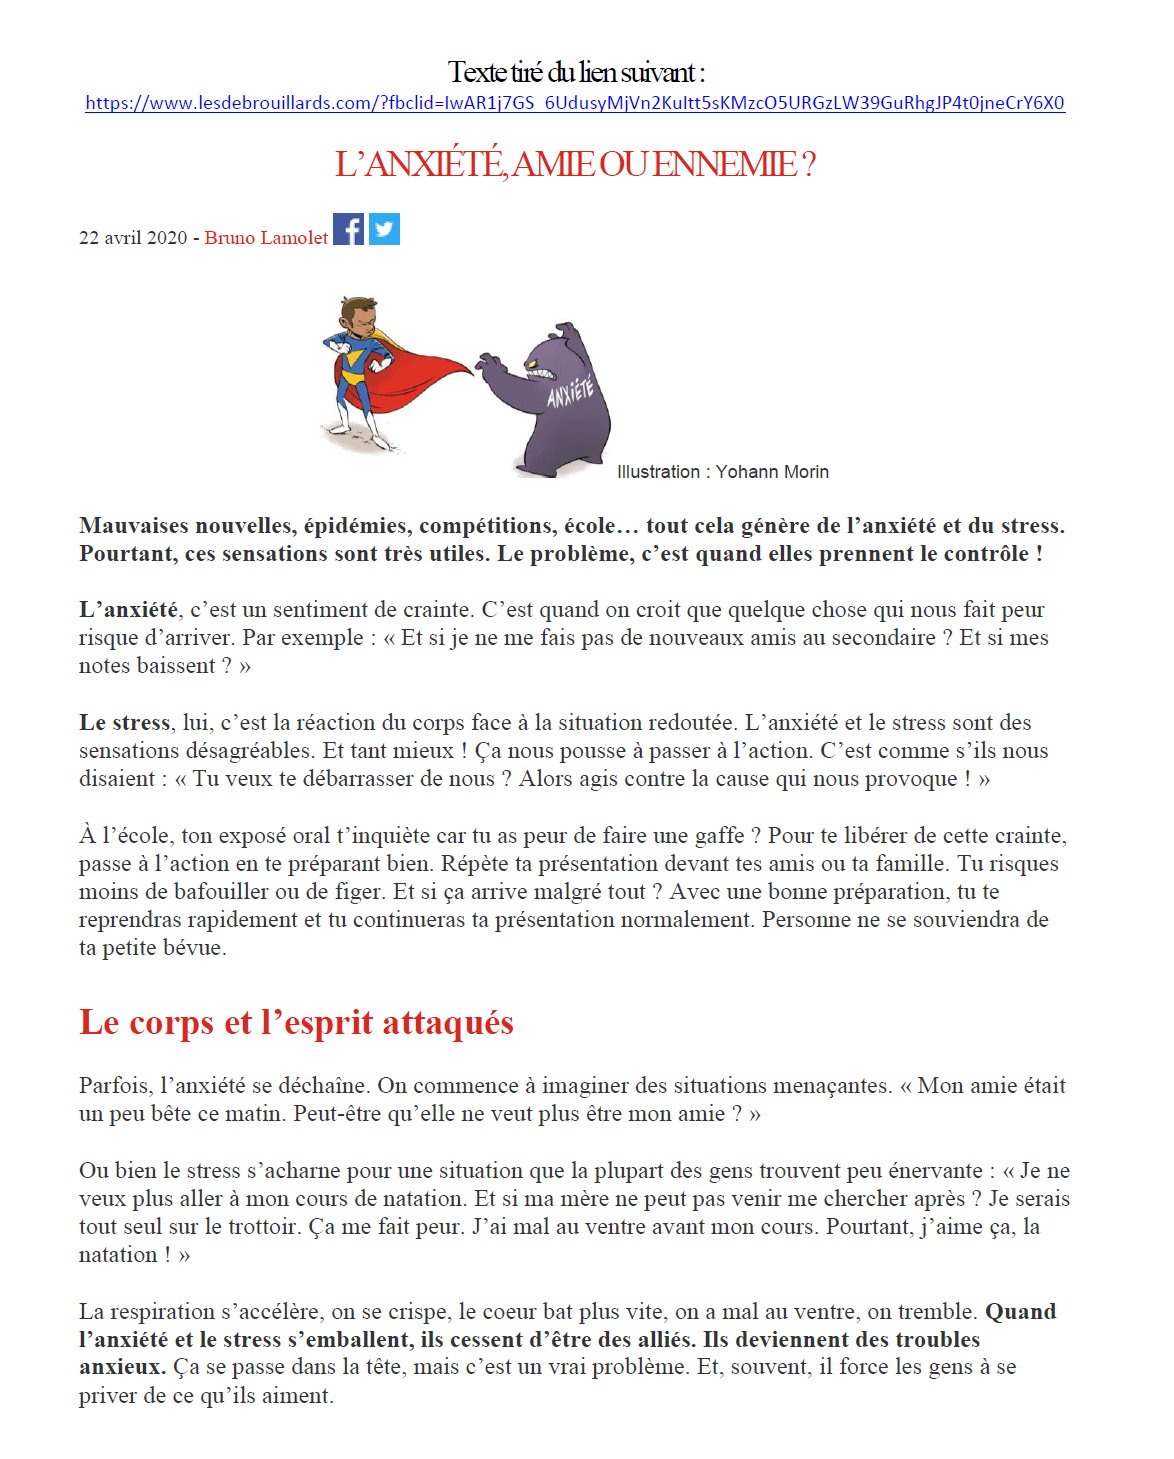 Texte tiré du lien suivant :
https://www.lesdebrouillards.com/?fbclid=IwAR1j7GS_6UdusyMjVn2KuItt5sKMzcO5URGzLW39GuRhgJP4t0jneCrY6X0
L’ANXIÉTÉ, AMIE OU ENNEMIE ?
22 avril 2020 - Bruno Lamolet
ANXIÉTÉ
Illustration : Yohann Morin
Mauvaises nouvelles, épidémies, compétitions, école… tout cela génère de l’anxiété et du stress.
Pourtant, ces sensations sont très utiles. Le problème, c’est quand elles prennent le contrôle !
L’anxiété, c’est un sentiment de crainte. C’est quand on croit que quelque chose qui nous fait peur
risque d’arriver. Par exemple : « Et si je ne me fais pas de nouveaux amis au secondaire ? Et si mes
notes baissent ? »
Le stress, lui, c’est la réaction du corps face à la situation redoutée. L’anxiété et le stress sont des
sensations désagréables. Et tant mieux ! Ça nous pousse à passer à l’action. C’est comme s’ils nous
disaient : « Tu veux te débarrasser de nous ? Alors agis contre la cause qui nous provoque ! »
À l’école, ton exposé oral t’inquiète car tu as peur de faire une gaffe ? Pour te libérer de cette crainte,
passe à l’action en te préparant bien. Répète ta présentation devant tes amis ou ta famille. Tu risques
moins de bafouiller ou de figer. Et si ça arrive malgré tout ? Avec une bonne préparation, tu te
reprendras rapidement et tu continueras ta présentation normalement. Personne ne se souviendra de
ta petite bévue.
Le corps et l’esprit attaqués
Parfois, l’anxiété se déchaîne. On commence à imaginer des situations menaçantes. « Mon amie était
un peu bête ce matin. Peut-être qu’elle ne veut plus être mon amie ? »
Ou bien le stress s’acharne pour une situation que la plupart des gens trouvent peu énervante : « Je ne
veux plus aller à mon cours de natation. Et si ma mère ne peut pas venir me chercher après ? Je serais
tout seul sur le trottoir. Ça me fait peur. J’ai mal au ventre avant mon cours. Pourtant, j’aime ça, la
natation ! »
La respiration s’accélère, on se crispe, le coeur bat plus vite, on a mal au ventre, on tremble. Quand
l’anxiété et le stress s’emballent, ils cessent d’être des alliés. Ils deviennent des troubles
anxieux. Ça se passe dans la tête, mais c’est un vrai problème. Et, souvent, il force les gens à se
priver de ce qu’ils aiment.